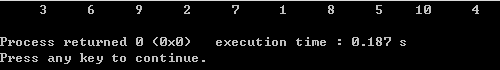 3 6 9 2 7 1 8 5 10 4
Process returned 0 (0x0) execution time : 0.187 s
Press any key to continue.